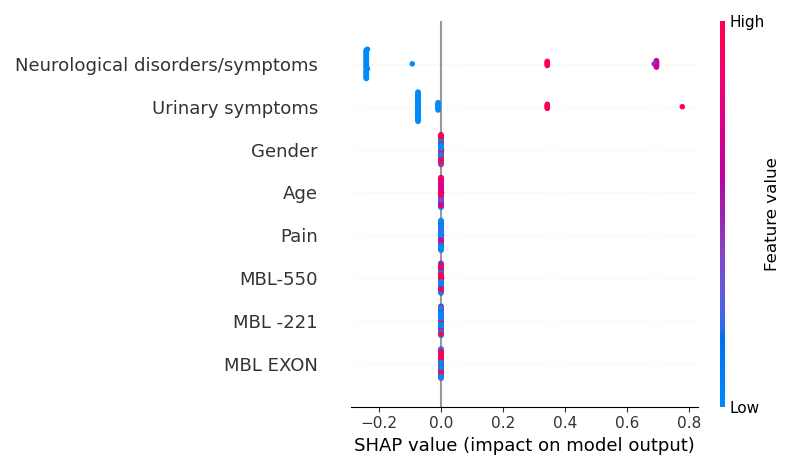 High
Neurological disorders/symptoms
Urinary symptoms
Gender
Age
Pain
MBL-550
MBL -221
MBL EXON
Feature value
Low
−0.2 0.0 0.2 0.4 0.6 0.8
SHAP value (impact on model output)